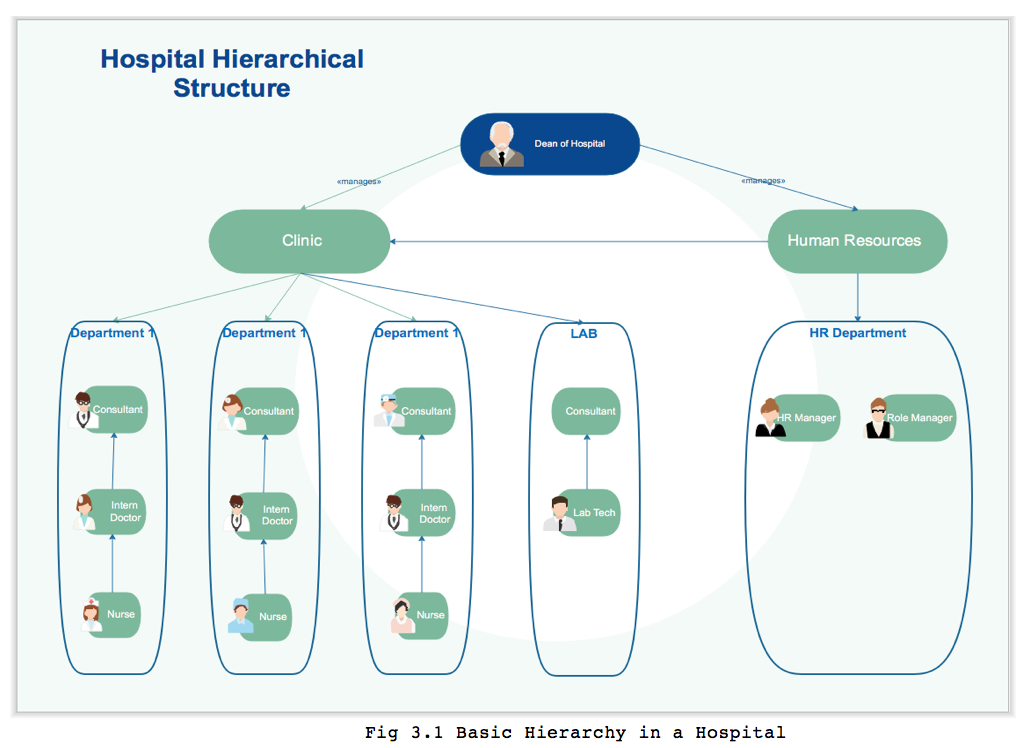 Hospital Hierarchical
Structure
Dean of Hospital
«manages»
«manages»
Clinic
Human Resources
Department 1
Department 1
Department 1
LAB
HR Department
Consultant
Consultant
Consultant
Consultant
HR Manager
Role Manager
Intern
Doctor
Intern
Doctor
Intern
Doctor
Lab Tech
Nurse
Nurse
Nurse
Fig 3.1 Basic Hierarchy in a Hospital